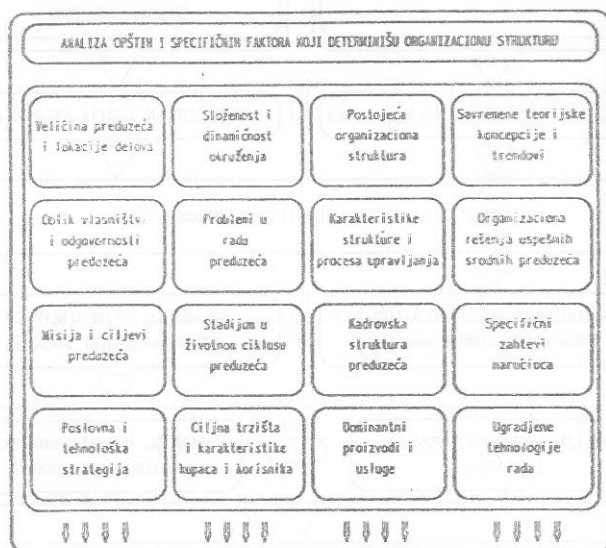 ANALIZA OPŠTIH I SPECIFIČNIH FAKTORA KOJI DETERMINIŠU ORGANIZACIONU STRUKTURU
Veličina preduzeća
i lokacije delova
Složenost i
dinamičnost
okruženja
Postojeća
organizaciona
struktura
Savremene teorijske
koncepcije i
trendovi
Oblik vlasništva
i odgovornosti
preduzeća
Problemi u
radu
preduzeća
Karakteristike
strukture i
procesa upravljanja
Organizaciona
rešenja uspešnih
srodnih preduzeća
Misija i ciljevi
preduzeća
Stadijum u
životnom ciklusu
preduzeća
Kadrovska
struktura
preduzeća
Specifični
zahtevi
naručioca
Poslovna i
tehnološka
strategija
Ciljna tržišta
i karakteristike
kupaca i korisnika
Dominantni
proizvodi i
usluge
Ugradjene
tehnologije
rada